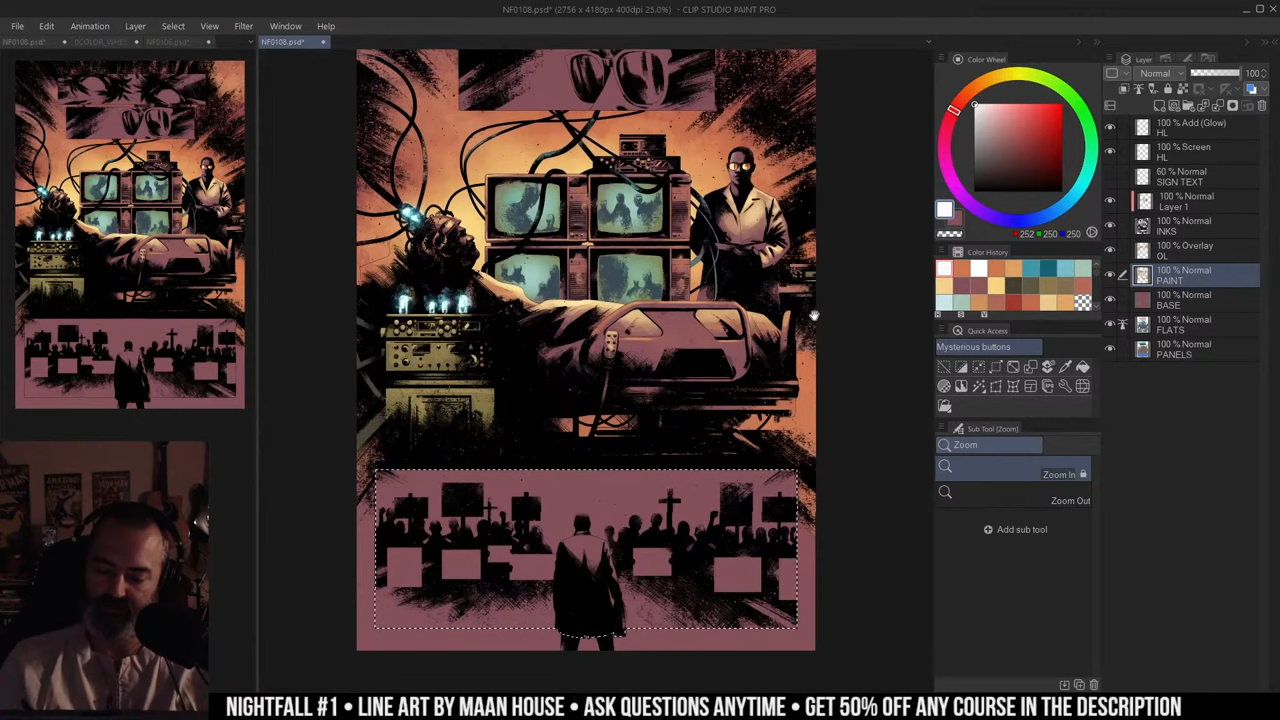 NF0108.psd* (2756 x 4180px 400dpi 25.0%) - CLIP STUDIO PAINT PRO
File Edit Animation Layer Select View Filter Window Help
NF0108.psd* NF0106.psd* NF0108.psd*
Color Wheel
252 250 250
Color History
Quick Access
Mysterious buttons
Sub Tool [Zoom]
Zoom
Zoom In
Zoom Out
Add sub tool
Layer
Normal 100
100 % Add (Glow)
HL
100 % Screen
HL
60 % Normal
SIGN TEXT
100 % Normal
Layer 1
100 % Normal
INKS
100 % Overlay
OL
100 % Normal
PAINT
100 % Normal
BASE
100 % Normal
FLATS
100 % Normal
PANELS
NIGHTFALL #1 • LINE ART BY MAAN HOUSE • ASK QUESTIONS ANYTIME • GET 50% OFF ANY COURSE IN THE DESCRIPTION